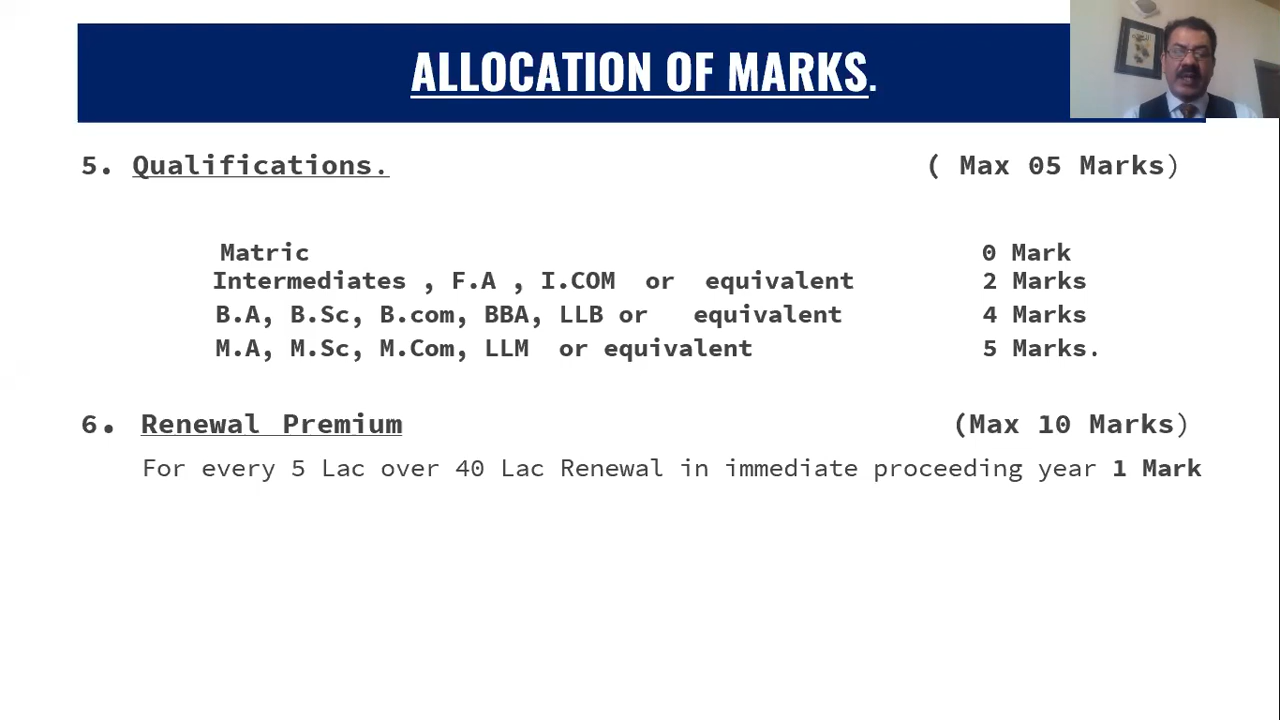 ALLOCATION OF MARKS.
5. Qualifications. ( Max 05 Marks)
Matric 0 Mark
Intermediates , F.A , I.COM or equivalent 2 Marks
B.A, B.Sc, B.com, BBA, LLB or equivalent 4 Marks
M.A, M.Sc, M.Com, LLM or equivalent 5 Marks.
6. Renewal Premium (Max 10 Marks)
For every 5 Lac over 40 Lac Renewal in immediate proceeding year 1 Mark